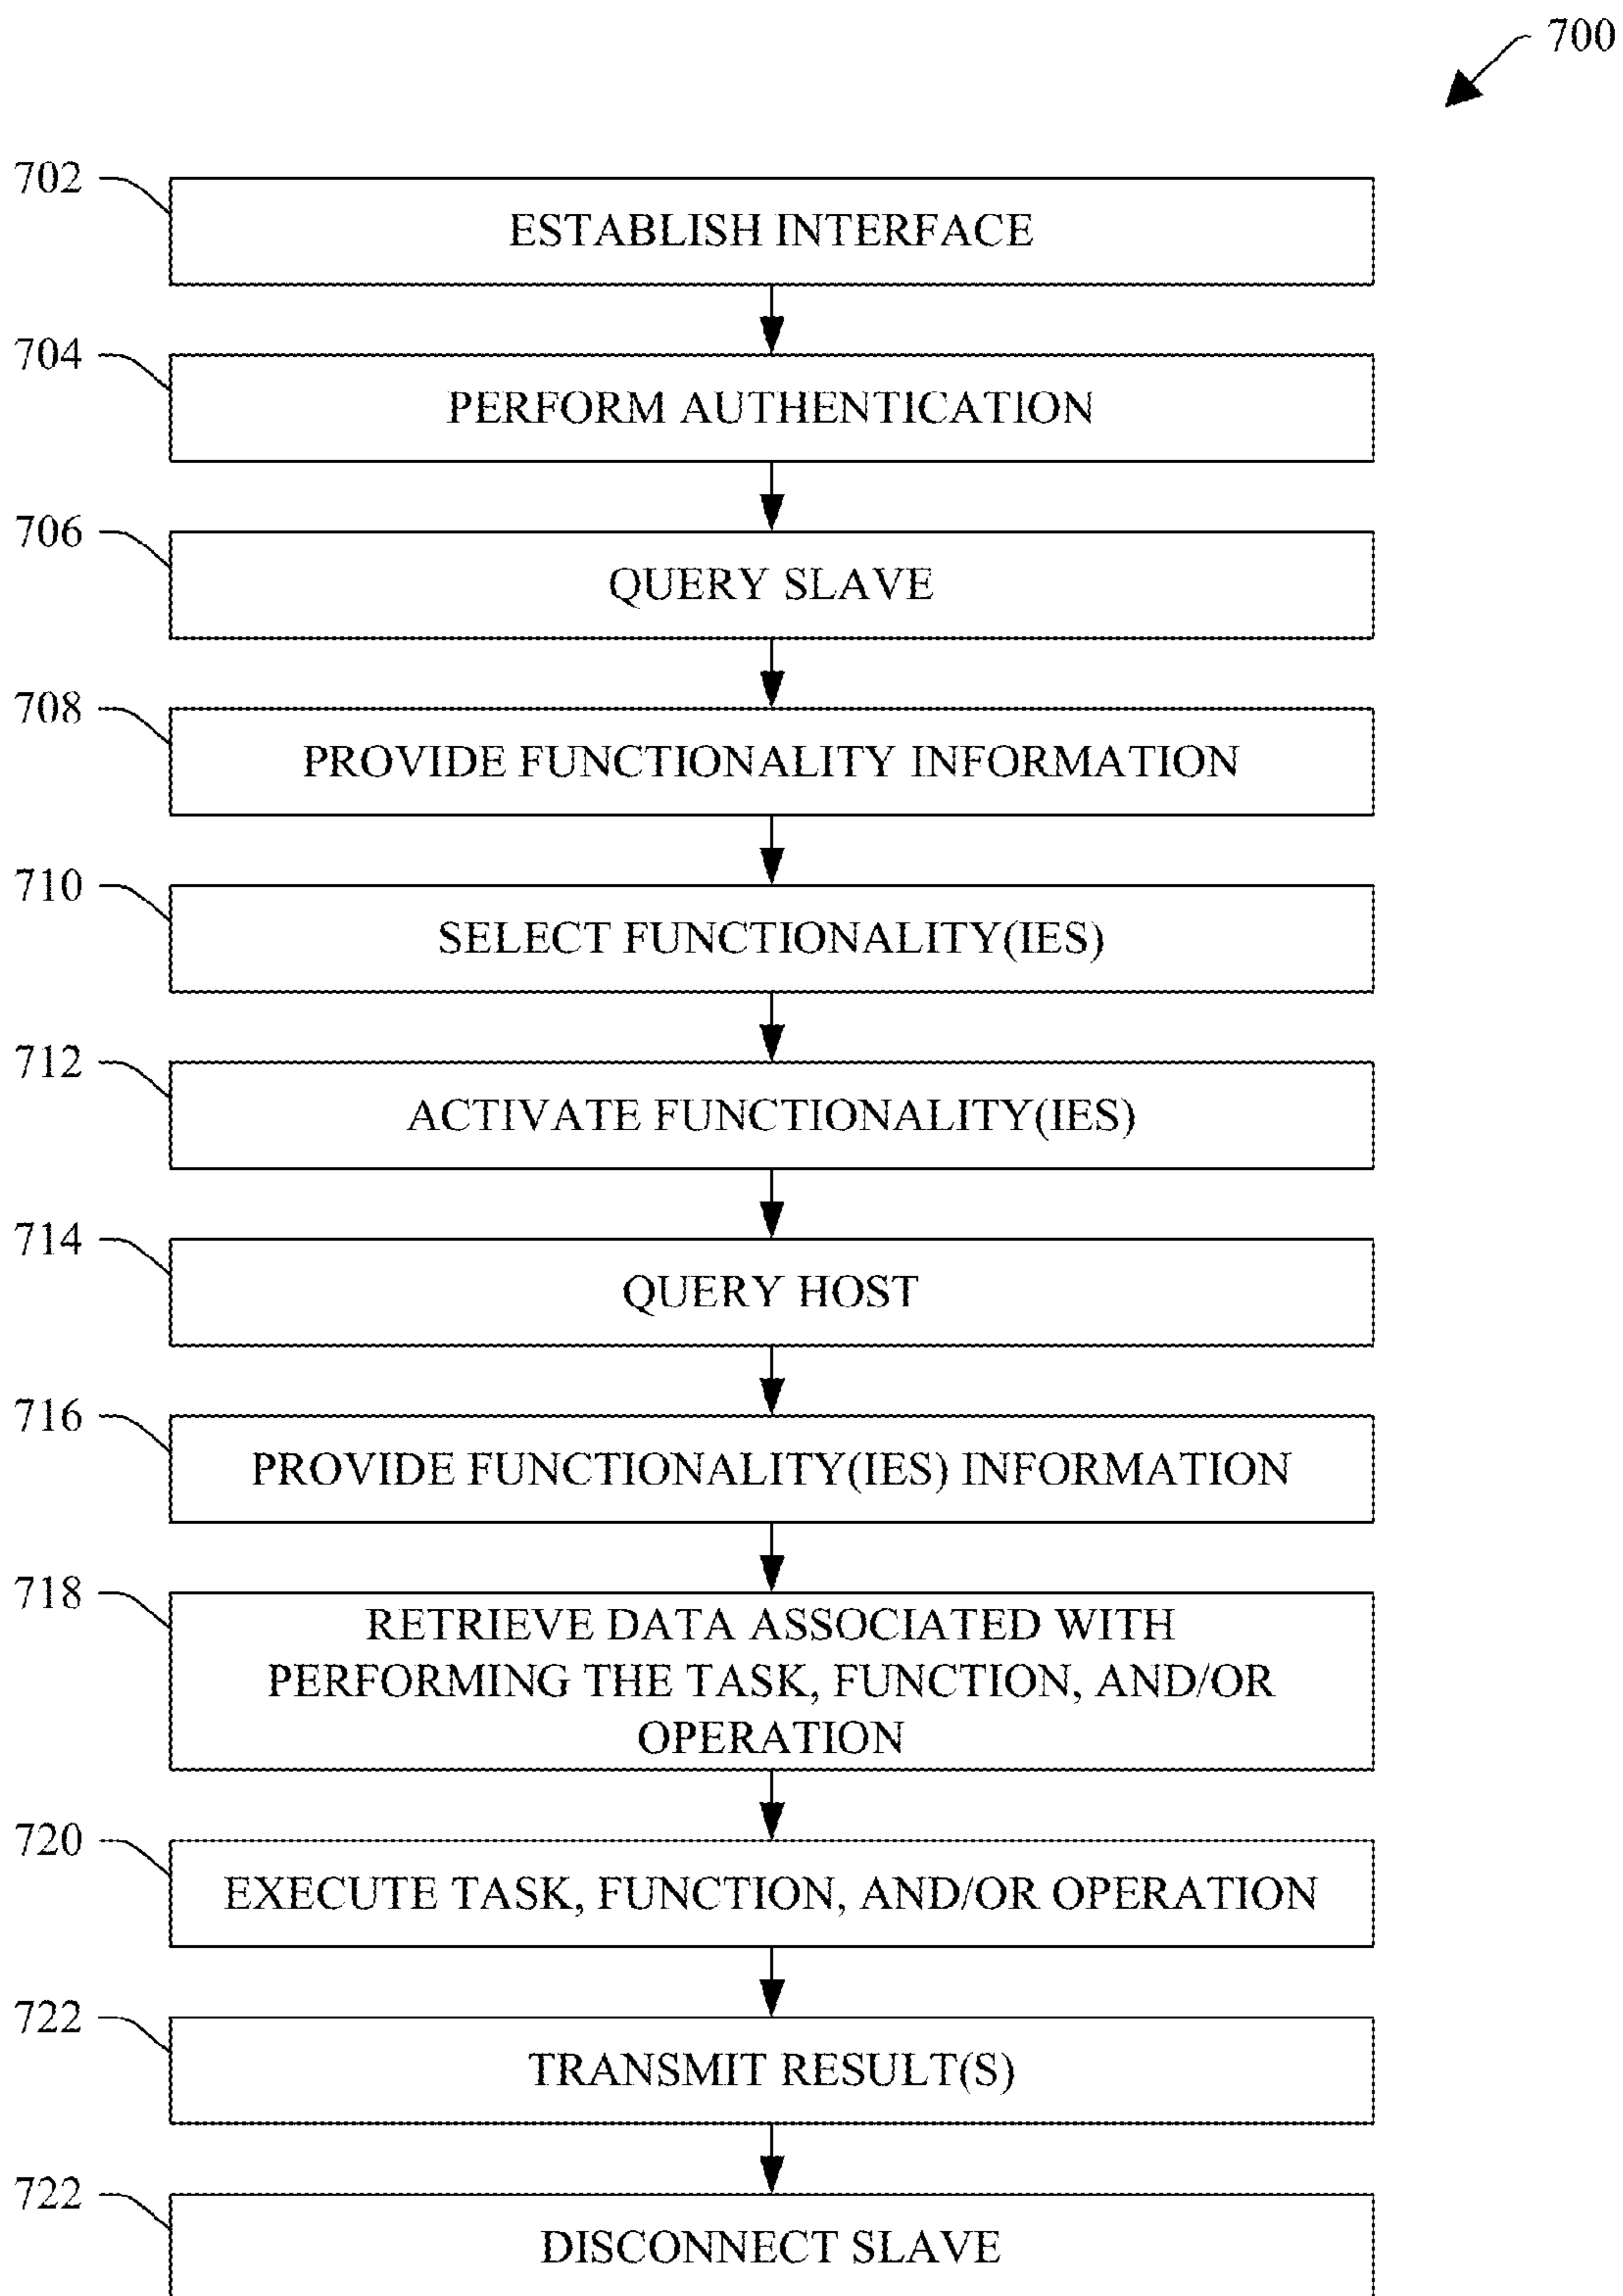 700
702
ESTABLISH INTERFACE
704
PERFORM AUTHENTICATION
706
QUERY SLAVE
708
PROVIDE FUNCTIONALITY INFORMATION
710
SELECT FUNCTIONALITY(IES)
712
ACTIVATE FUNCTIONALITY(IES)
714
QUERY HOST
716
PROVIDE FUNCTIONALITY(IES) INFORMATION
718
RETRIEVE DATA ASSOCIATED WITH
PERFORMING THE TASK, FUNCTION, AND/OR
OPERATION
720
EXECUTE TASK, FUNCTION, AND/OR OPERATION
722
TRANSMIT RESULT(S)
722
DISCONNECT SLAVE